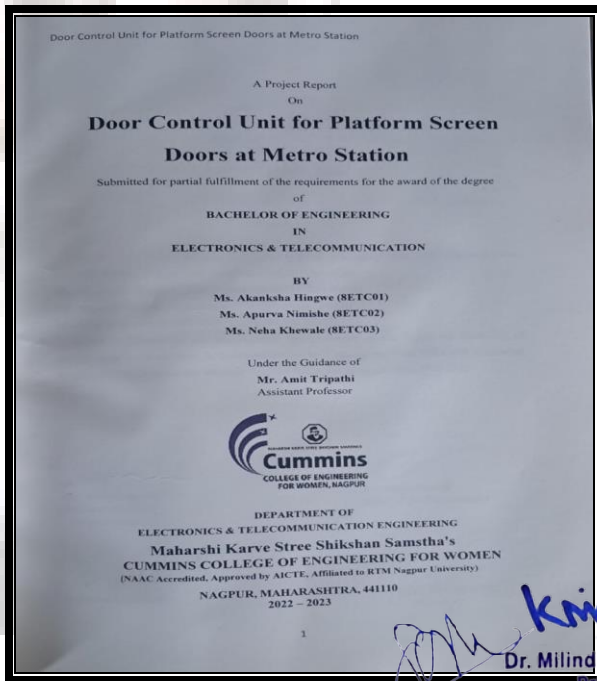 Door Control Unit for Platform Screen Doors at Metro Station
A Project Report
On
Door Control Unit for Platform Screen
Doors at Metro Station
Submitted for partial fulfillment of the requirements for the award of the degree
of
BACHELOR OF ENGINEERING
IN
ELECTRONICS & TELECOMMUNICATION
BY
Ms. Akanksha Hingwe (8ETC01)
Ms. Apurva Nimishe (8ETC02)
Ms. Neha Khewale (8ETC03)
Under the Guidance of
Mr. Amit Tripathi
Assistant Professor
Cummins
COLLEGE OF ENGINEERING
FOR WOMEN, NAGPUR
DEPARTMENT OF
ELECTRONICS & TELECOMMUNICATION ENGINEERING
Maharshi Karve Stree Shikshan Samstha's
CUMMINS COLLEGE OF ENGINEERING FOR WOMEN
(NAAC Accredited, Approved by AICTE, Affiliated to RTM Nagpur University)
NAGPUR, MAHARASHTRA, 441110
2022 – 2023
1
Dr. Milind